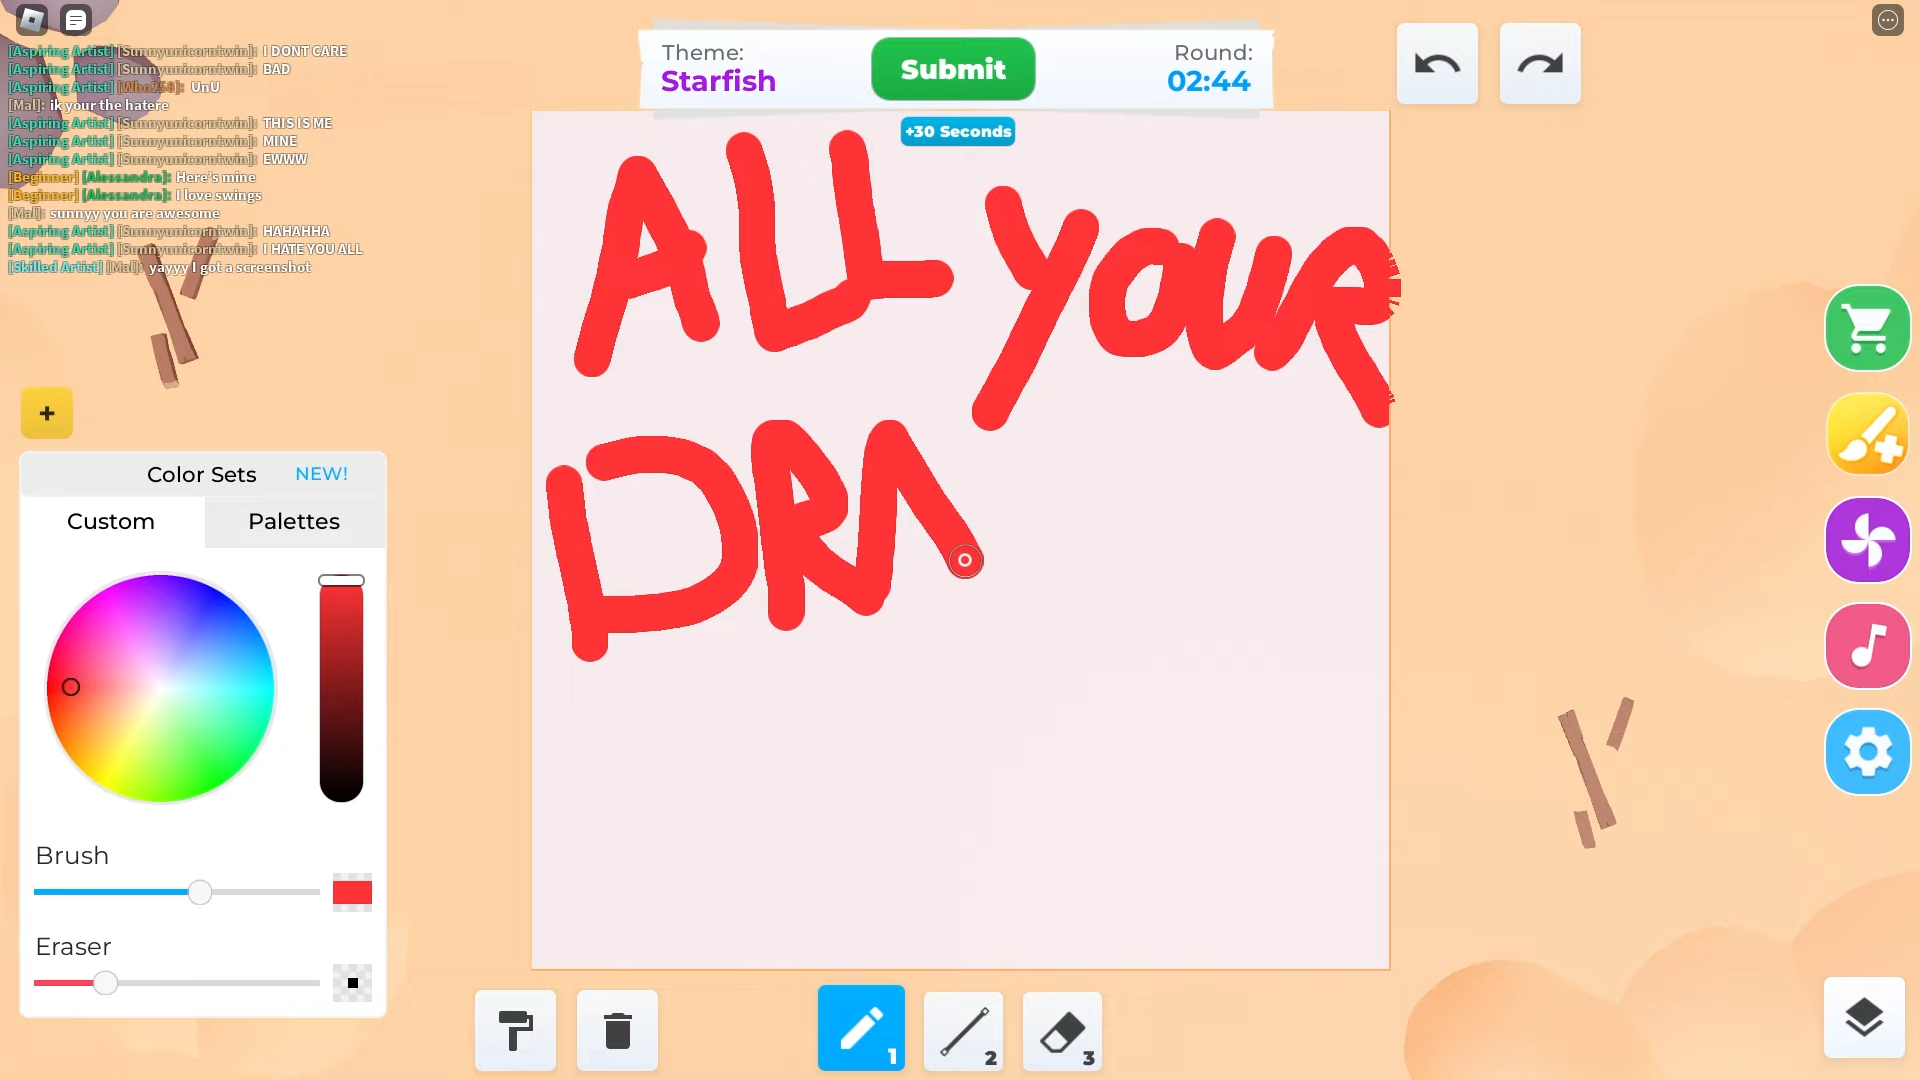 [Aspiring Artist] [Sunnyunicorntwin]: I DONT CARE
[Aspiring Artist] [Sunnyunicorntwin]: BAD
[Aspiring Artist] [Who258]: UnU
[Mal]: ik your the hatere
[Aspiring Artist] [Sunnyunicorntwin]: THIS IS ME
[Aspiring Artist] [Sunnyunicorntwin]: MINE
[Aspiring Artist] [Sunnyunicorntwin]: EWWW
[Beginner] [Alessandra]: Here's mine
[Beginner] [Alessandra]: I love swings
[Mal]: sunnyy you are awesome
[Aspiring Artist] [Sunnyunicorntwin]: HAHAHHA
[Aspiring Artist] [Sunnyunicorntwin]: I HATE YOU ALL
[Skilled Artist] [Mal]: yayyy I got a screenshot
Theme:
Starfish
Submit
Round:
02:44
+30 Seconds
ALL YOUR
DRA
+
Color Sets NEW!
Custom Palettes
Brush
Eraser
1 2 3